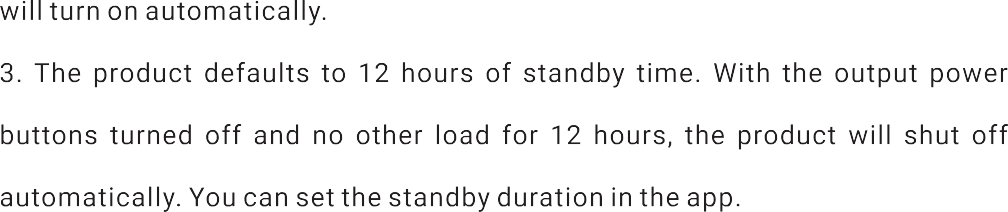 will turn on automatically.
3. The product defaults to 12 hours of standby time. With the output power
buttons turned off and no other load for 12 hours, the product will shut off
automatically. You can set the standby duration in the app.